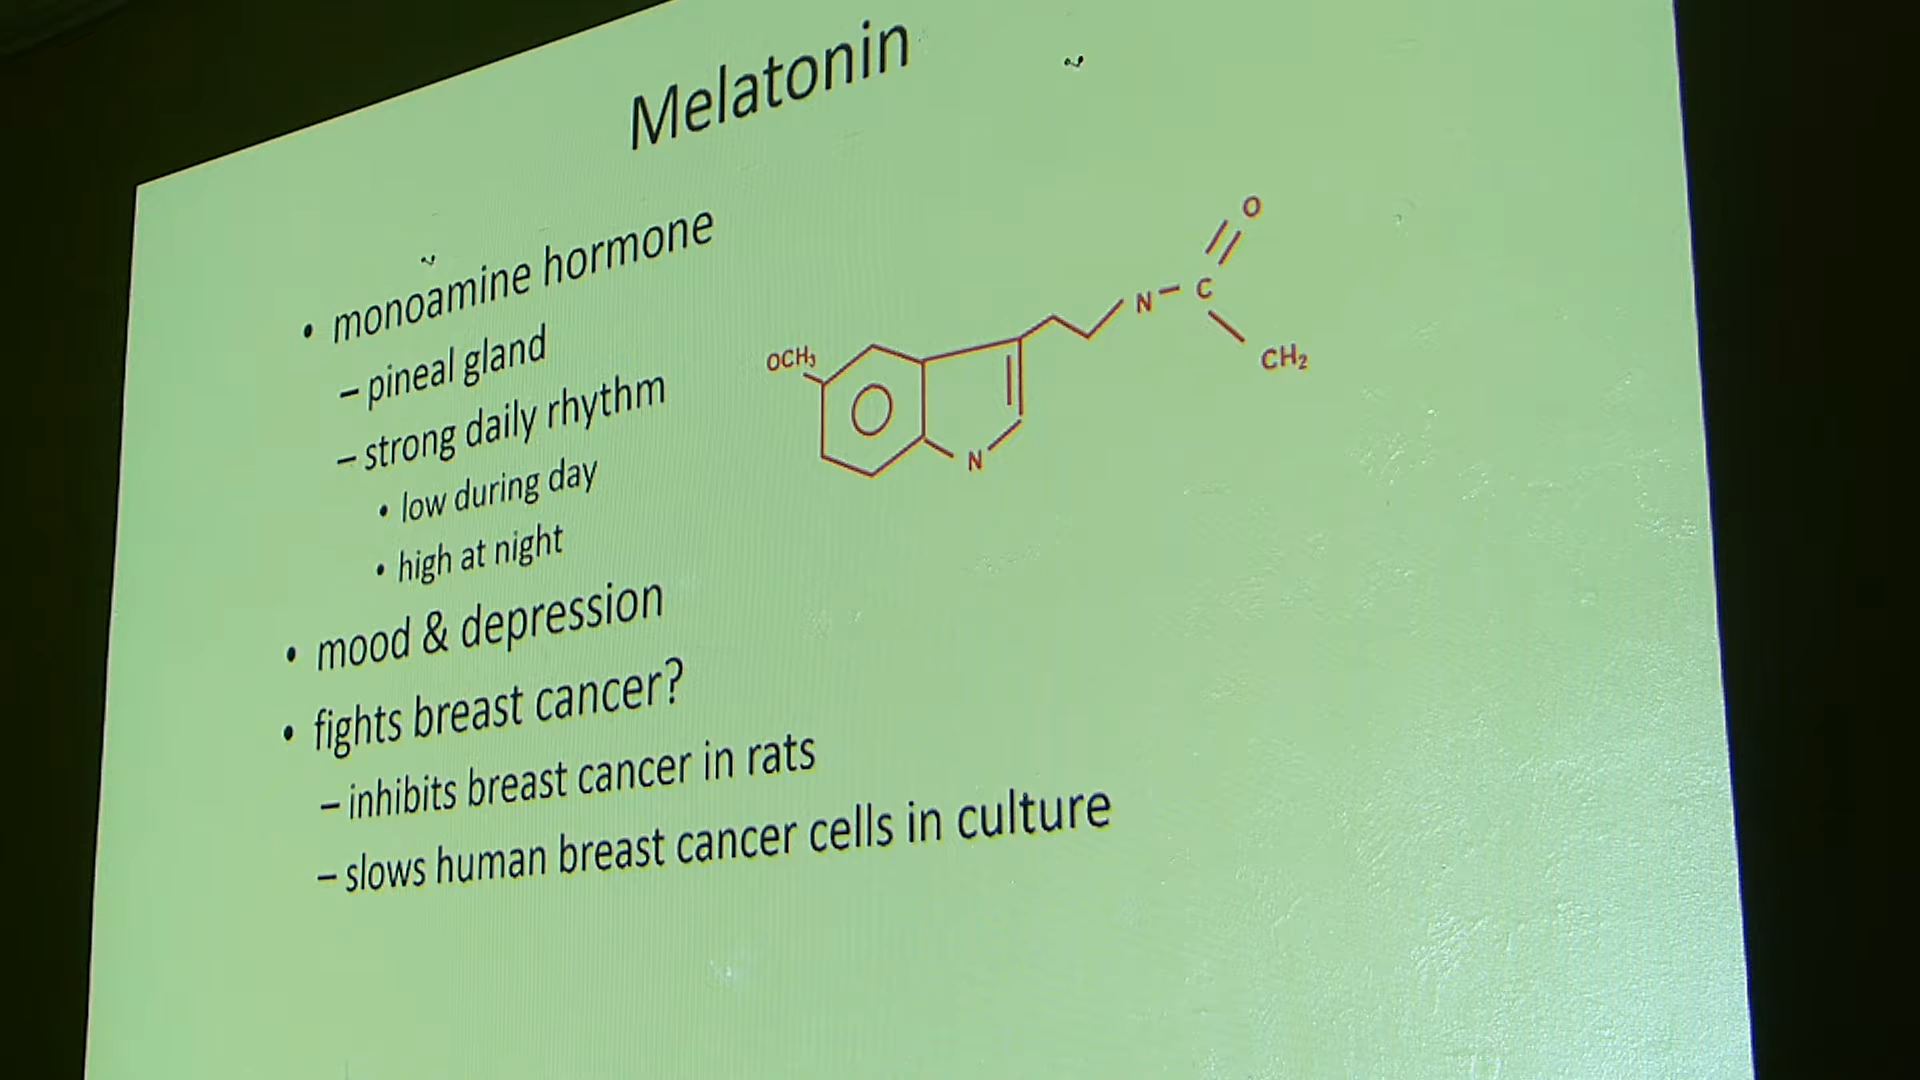 Melatonin
• monoamine hormone
– pineal gland
– strong daily rhythm
• low during day
• high at night
• mood & depression
• fights breast cancer?
– inhibits breast cancer in rats
– slows human breast cancer cells in culture
O
N – C
OCH₃
CH₂
N